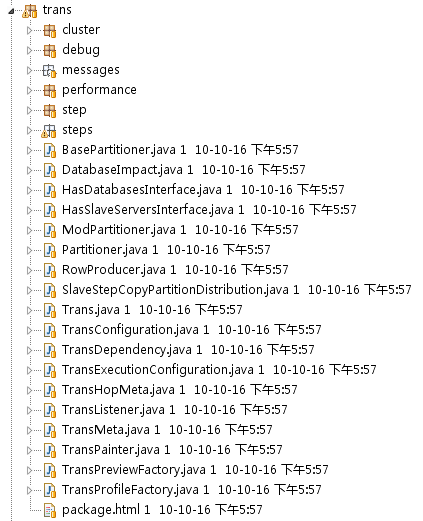 trans
cluster
debug
messages
performance
step
steps
BasePartitioner.java 1 10-10-16 下午5:57
DatabaseImpact.java 1 10-10-16 下午5:57
HasDatabasesInterface.java 1 10-10-16 下午5:57
HasSlaveServersInterface.java 1 10-10-16 下午5:57
ModPartitioner.java 1 10-10-16 下午5:57
Partitioner.java 1 10-10-16 下午5:57
RowProducer.java 1 10-10-16 下午5:57
SlaveStepCopyPartitionDistribution.java 1 10-10-16 下午5:57
Trans.java 1 10-10-16 下午5:57
TransConfiguration.java 1 10-10-16 下午5:57
TransDependency.java 1 10-10-16 下午5:57
TransExecutionConfiguration.java 1 10-10-16 下午5:57
TransHopMeta.java 1 10-10-16 下午5:57
TransListener.java 1 10-10-16 下午5:57
TransMeta.java 1 10-10-16 下午5:57
TransPainter.java 1 10-10-16 下午5:57
TransPreviewFactory.java 1 10-10-16 下午5:57
TransProfileFactory.java 1 10-10-16 下午5:57
package.html 1 10-10-16 下午5:57